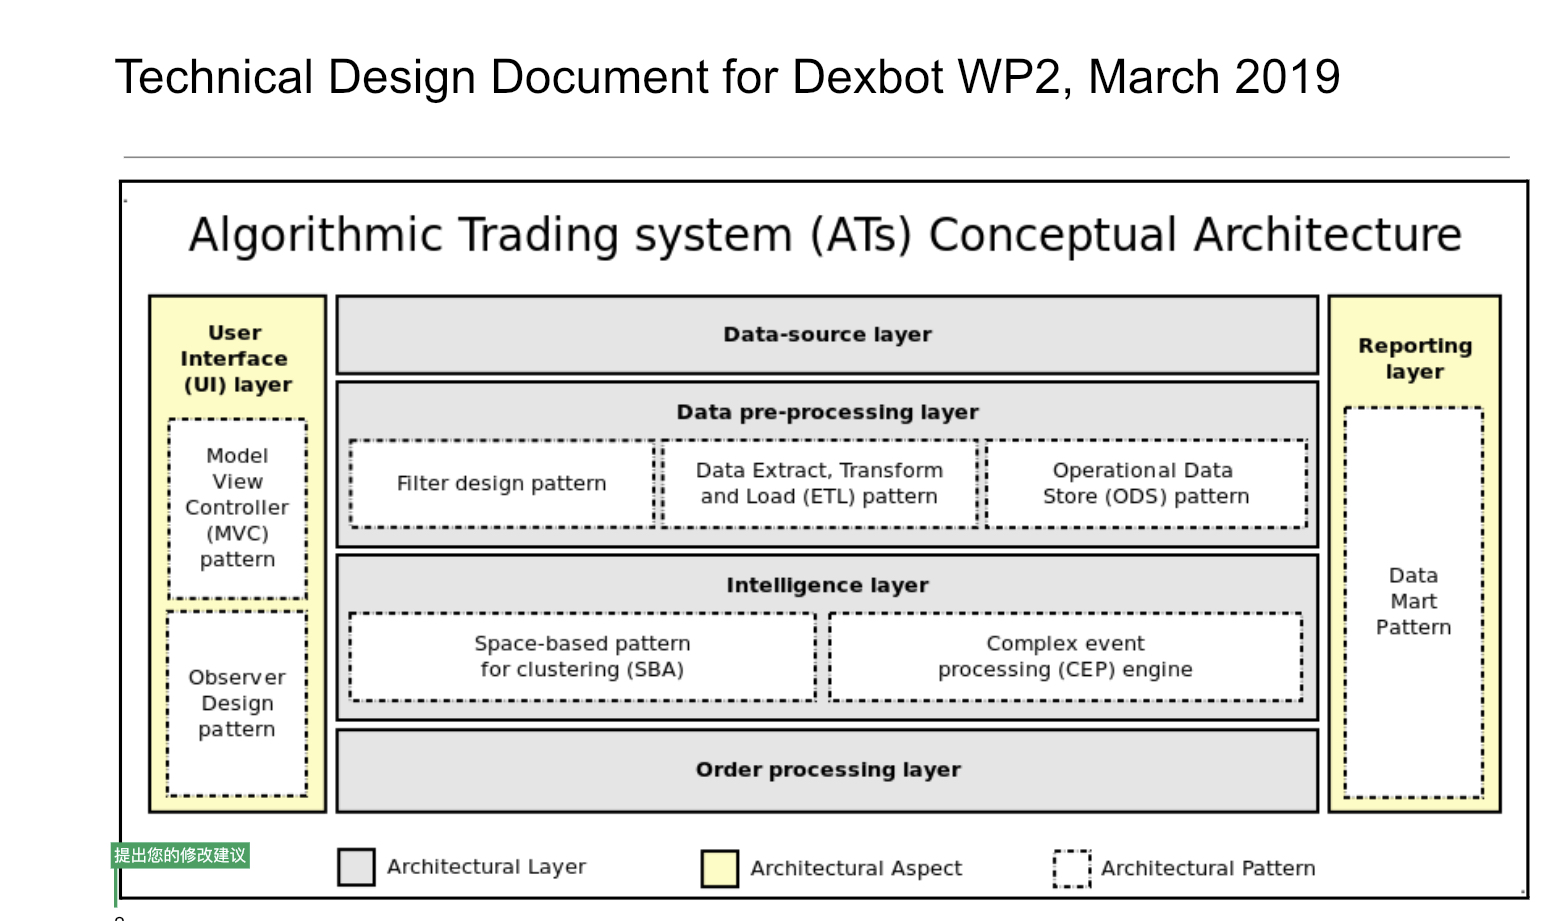 Technical Design Document for Dexbot WP2, March 2019
Algorithmic Trading system (ATs) Conceptual Architecture
User
Interface
(UI) layer
Model
View
Controller
(MVC)
pattern
Observer
Design
pattern
Data-source layer
Data pre-processing layer
Filter design pattern
Data Extract, Transform
and Load (ETL) pattern
Operational Data
Store (ODS) pattern
Intelligence layer
Space-based pattern
for clustering (SBA)
Complex event
processing (CEP) engine
Order processing layer
Reporting
layer
Data
Mart
Pattern
提出您的修改建议
Architectural Layer
Architectural Aspect
Architectural Pattern